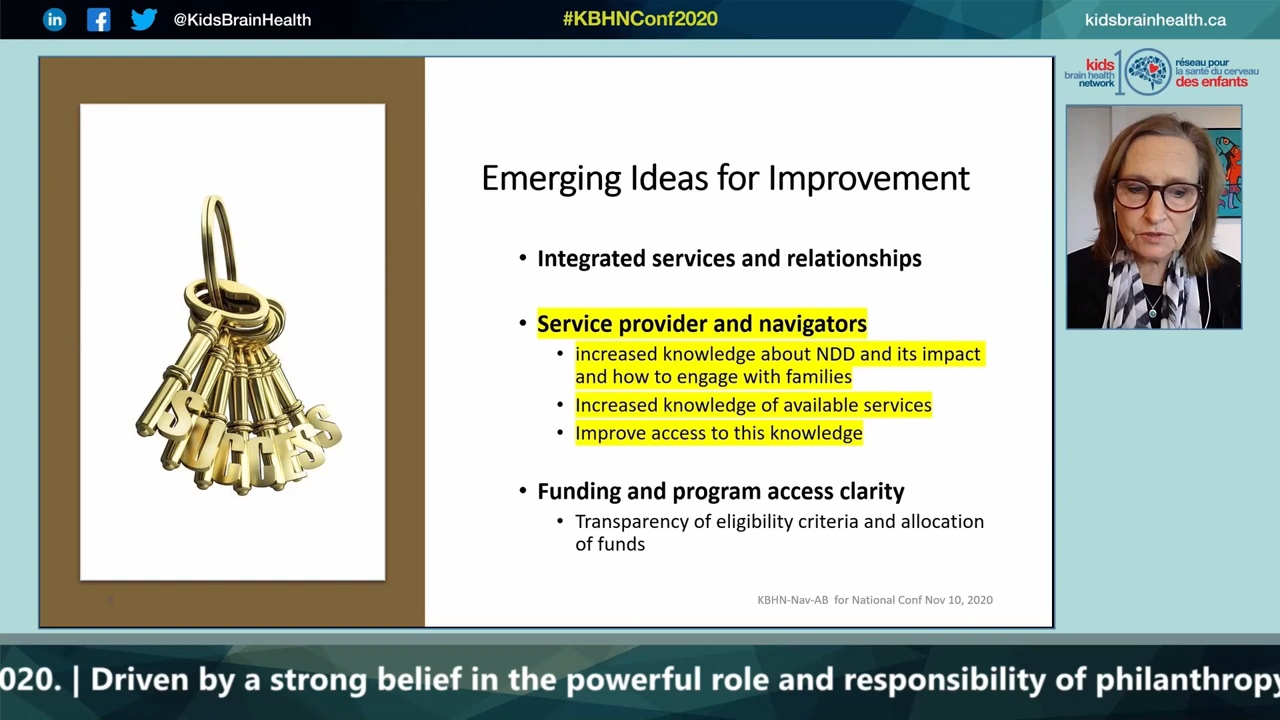 @KidsBrainHealth
#KBHNConf2020
kidsbrainhealth.ca
kids
brain health
network
10
réseau pour
la santé du cerveau
des enfants
Emerging Ideas for Improvement
• Integrated services and relationships
• Service provider and navigators
• increased knowledge about NDD and its impact
and how to engage with families
• Increased knowledge of available services
• Improve access to this knowledge
• Funding and program access clarity
• Transparency of eligibility criteria and allocation
of funds
SUCCESS
9
KBHN-Nav-AB for National Conf Nov 10, 2020
020. | Driven by a strong belief in the powerful role and responsibility of philanthropy